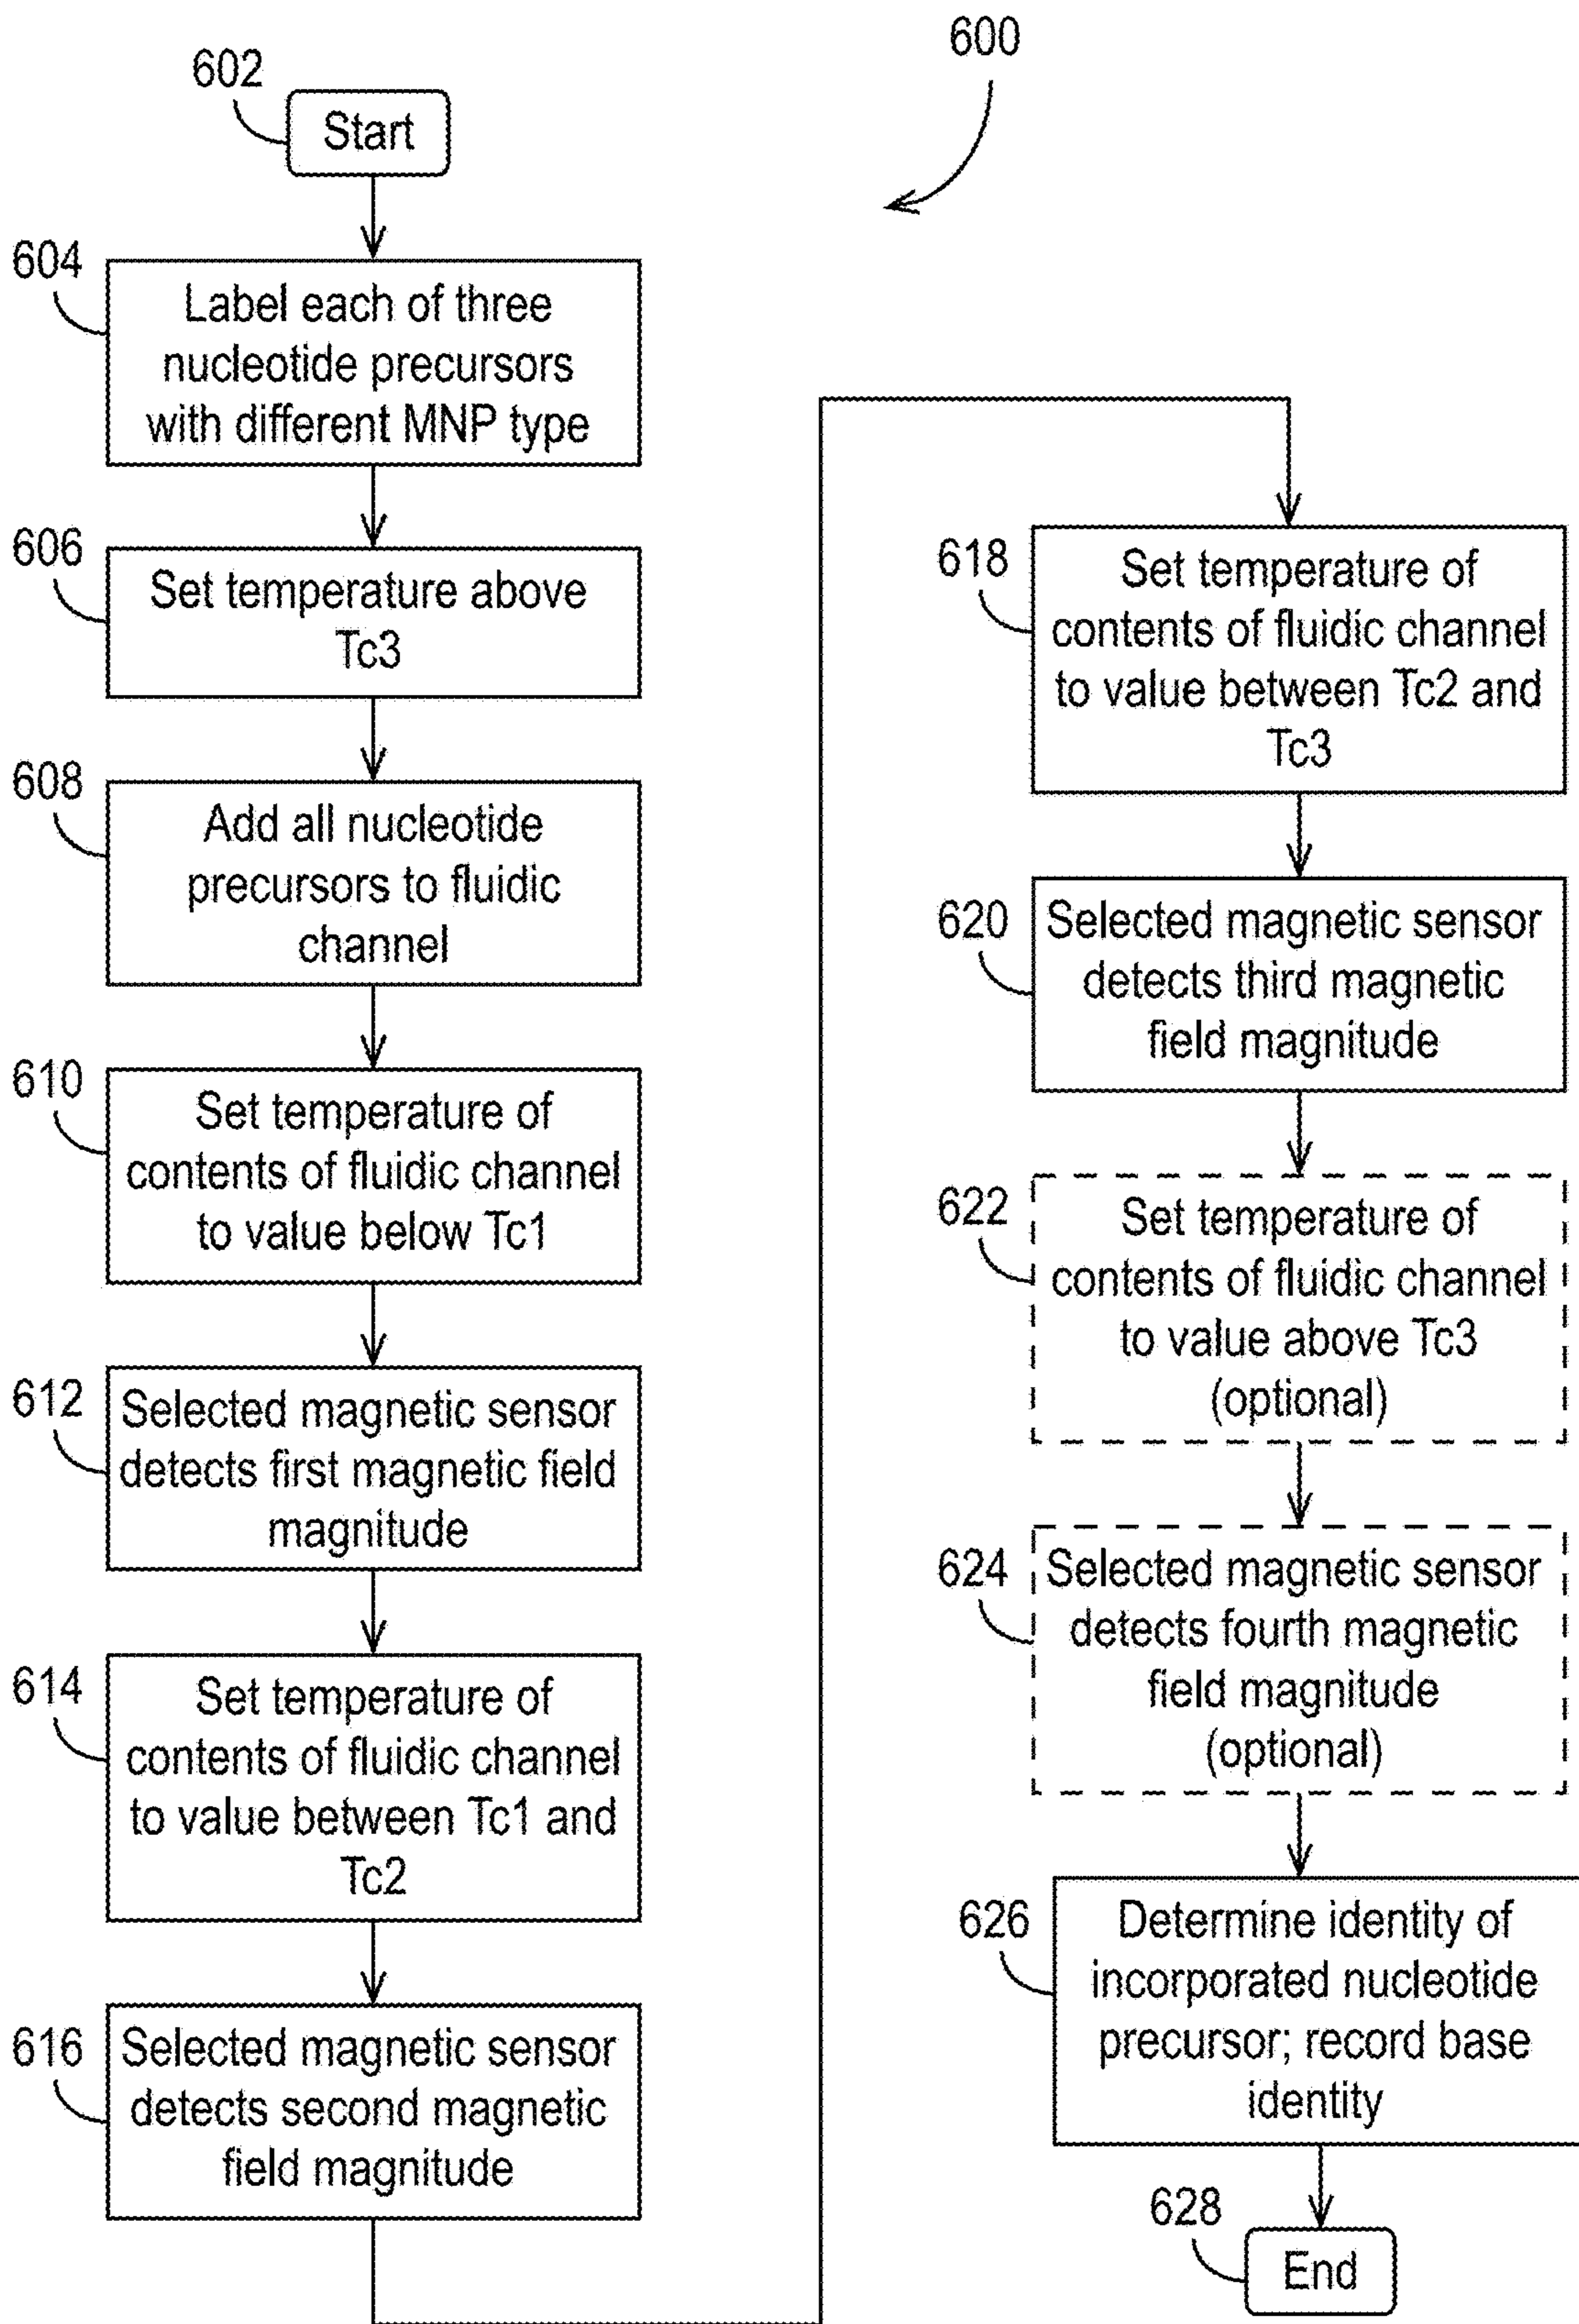 600
602
Start
604
Label each of three
nucleotide precursors
with different MNP type
606
Set temperature above
Tc3
608
Add all nucleotide
precursors to fluidic
channel
610
Set temperature of
contents of fluidic channel
to value below Tc1
612
Selected magnetic sensor
detects first magnetic field
magnitude
614
Set temperature of
contents of fluidic channel
to value between Tc1 and
Tc2
616
Selected magnetic sensor
detects second magnetic
field magnitude
618
Set temperature of
contents of fluidic channel
to value between Tc2 and
Tc3
620
Selected magnetic sensor
detects third magnetic
field magnitude
622
Set temperature of
contents of fluidic channel
to value above Tc3
(optional)
624
Selected magnetic sensor
detects fourth magnetic
field magnitude
(optional)
626
Determine identity of
incorporated nucleotide
precursor; record base
identity
628
End